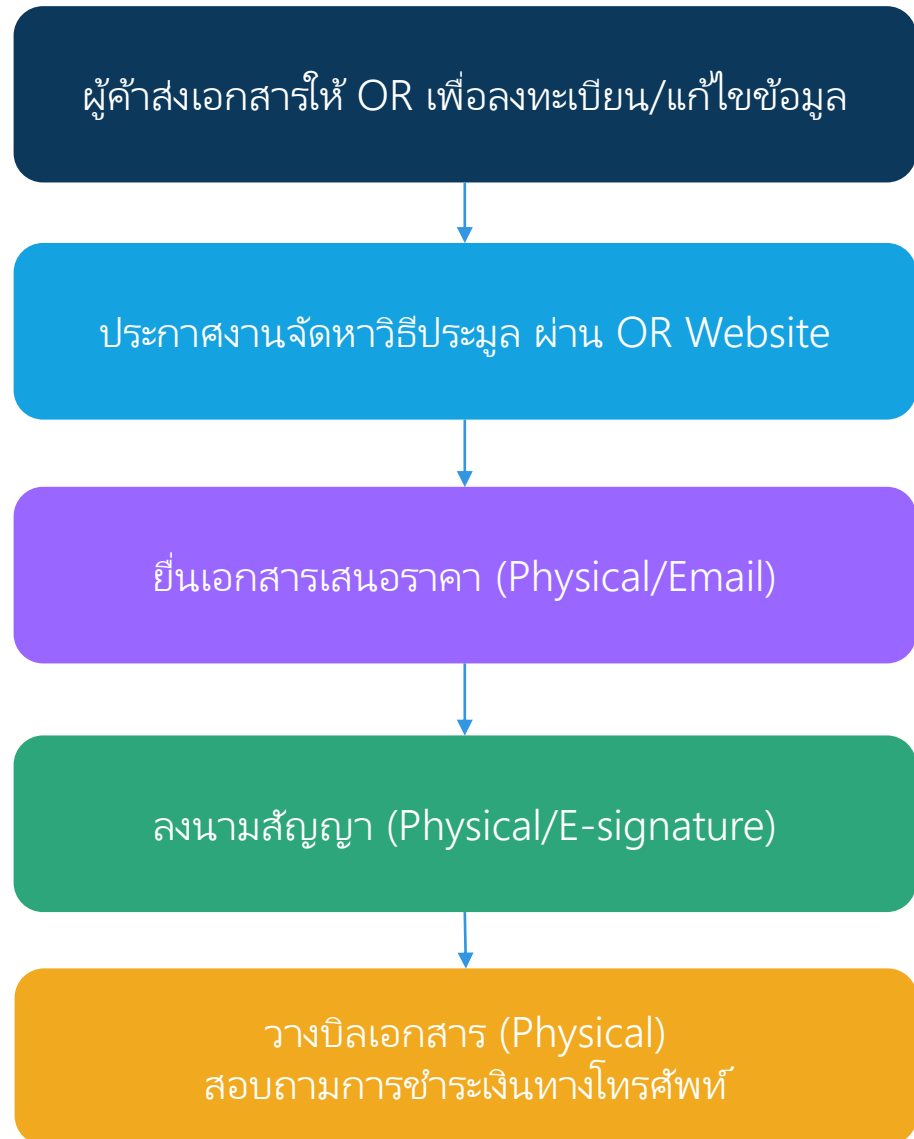 ผู้ค้าส่งเอกสารให้ OR เพื่อลงทะเบียน/แก้ไขข้อมูล
ประกาศงานจัดหาวิธีประมูล ผ่าน OR Website
ยื่นเอกสารเสนอราคา (Physical/Email)
ลงนามสัญญา (Physical/E-signature)
วางบิลเอกสาร (Physical)
สอบถามการชำระเงินทางโทรศัพท์